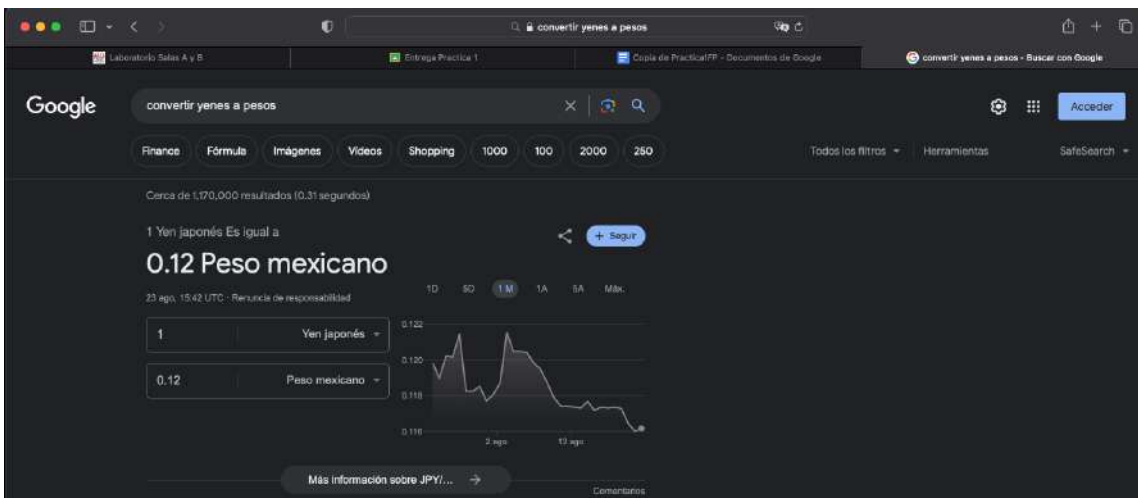 convertir yenes a pesos
Laboratorio Salas A y B
Entrega Practica 1
Copia de Practica1FP - Documentos de Google
convertir yenes a pesos - Buscar con Google
Google
convertir yenes a pesos
Acceder
Finance Fórmula Imágenes Videos Shopping 1000 100 2000 250
Todos los filtros Herramientas SafeSearch
Cerca de 1,170,000 resultados (0.31 segundos)
1 Yen japonés Es igual a
Seguir
0.12 Peso mexicano
23 ago, 15:42 UTC · Renuncia de responsabilidad
1D 5D 1 M 1A 5A Máx.
1 Yen japonés
0.12 Peso mexicano
0.122
0.120
0.118
0.116
2 ago 13 ago
Más información sobre JPY/...
Comentarios